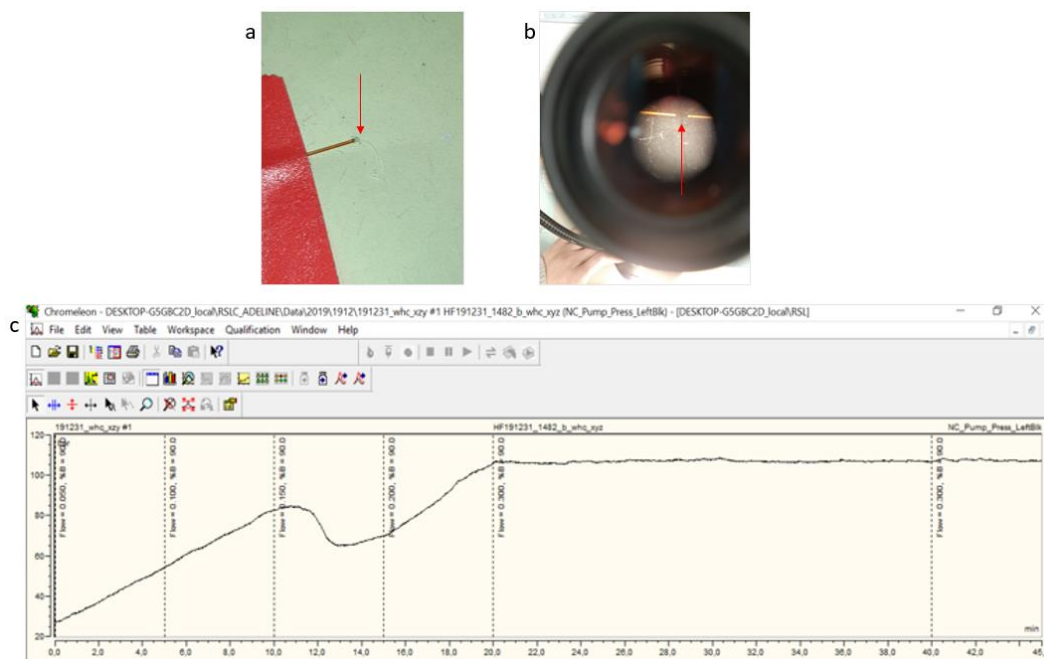 a
b
c
Chromeleon - DESKTOP-G5GBC2D_local\RSLC_ADELINE\Data\2019\1912\191231_whc_xzy #1 HF191231_1482_b_whc_xyz (NC_Pump_Press_LeftBlk) - [DESKTOP-G5GBC2D_local\RSL)
File Edit View Table Workspace Qualification Window Help
191231_whc_xzy #1 HF191231_1482_b_whc_xyz NC_Pump_Press_LeftBlk
120
100
80
60
40
20
Flow = 0.050, %B = 90.0
Flow = 0.100, %B = 90.0
Flow = 0.150, %B = 90.0
Flow = 0.200, %B = 90.0
Flow = 0.300, %B = 90.0
Flow = 0.300, %B = 90.0
min
0,0 2,0 4,0 6,0 8,0 10,0 12,0 14,0 16,0 18,0 20,0 22,0 24,0 26,0 28,0 30,0 32,0 34,0 36,0 38,0 40,0 42,0 45,